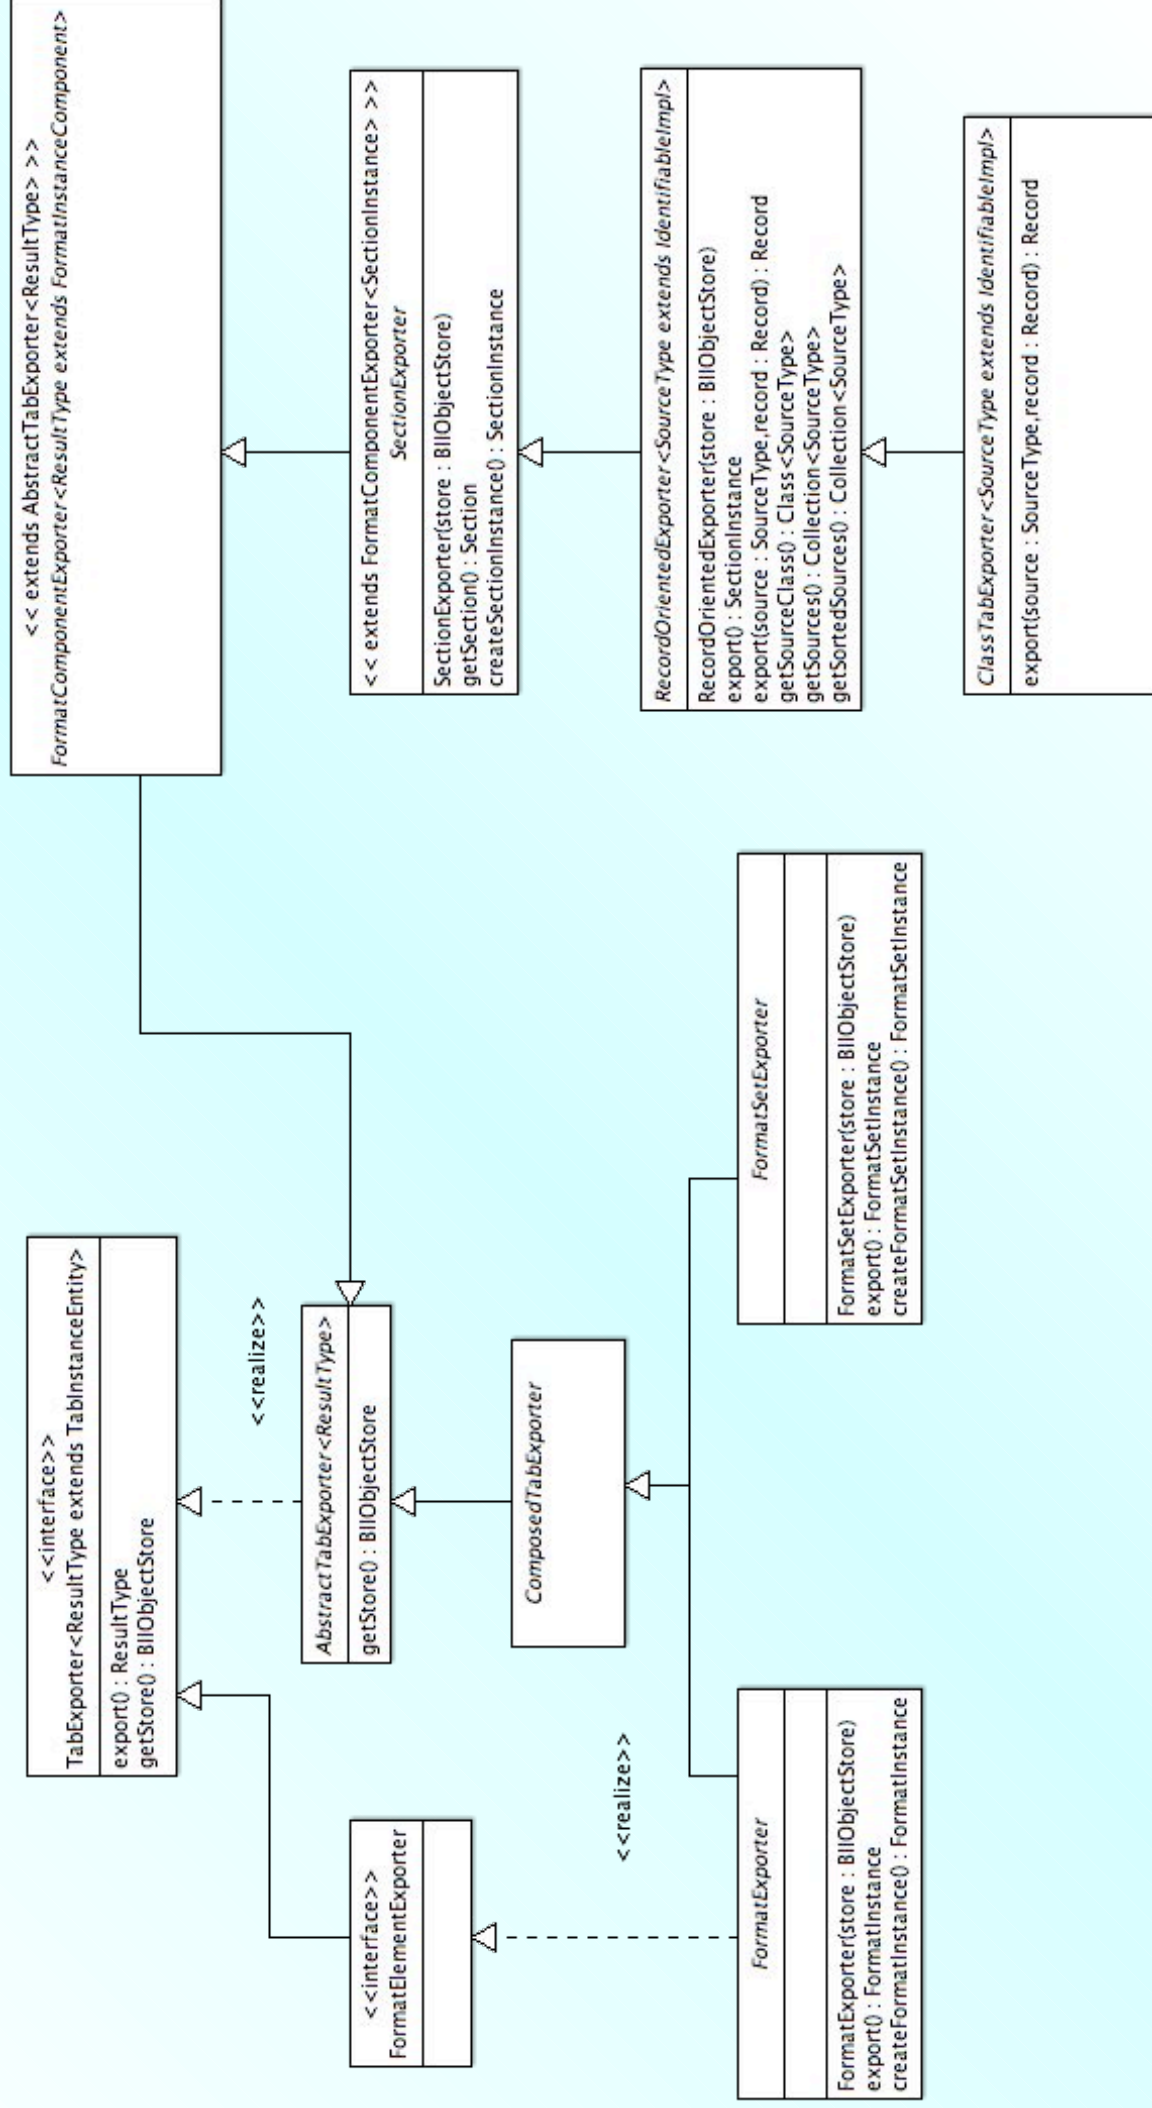 <<interface>>
TabExporter<ResultType extends TabInstanceEntity>
export() : ResultType
getStore() : BIIObjectStore
<< extends AbstractTabExporter<ResultType> >>
FormatComponentExporter<ResultType extends FormatInstanceComponent>
<<realize>>
<<interface>>
FormatElementExporter
AbstractTabExporter<ResultType>
getStore() : BIIObjectStore
<< extends FormatComponentExporter<SectionInstance> >>
SectionExporter
SectionExporter(store : BIIObjectStore)
getSection() : Section
createSectionInstance() : SectionInstance
ComposedTabExporter
<<realize>>
RecordOrientedExporter<SourceType extends IdentifiableImpl>
RecordOrientedExporter(store : BIIObjectStore)
export() : SectionInstance
export(source : SourceType,record : Record) : Record
getSourceClass() : Class<SourceType>
getSources() : Collection<SourceType>
getSortedSources() : Collection<SourceType>
FormatExporter
FormatExporter(store : BIIObjectStore)
export() : FormatInstance
createFormatInstance() : FormatInstance
FormatSetExporter
FormatSetExporter(store : BIIObjectStore)
export() : FormatSetInstance
createFormatSetInstance() : FormatSetInstance
ClassTabExporter<SourceType extends IdentifiableImpl>
export(source : SourceType,record : Record) : Record